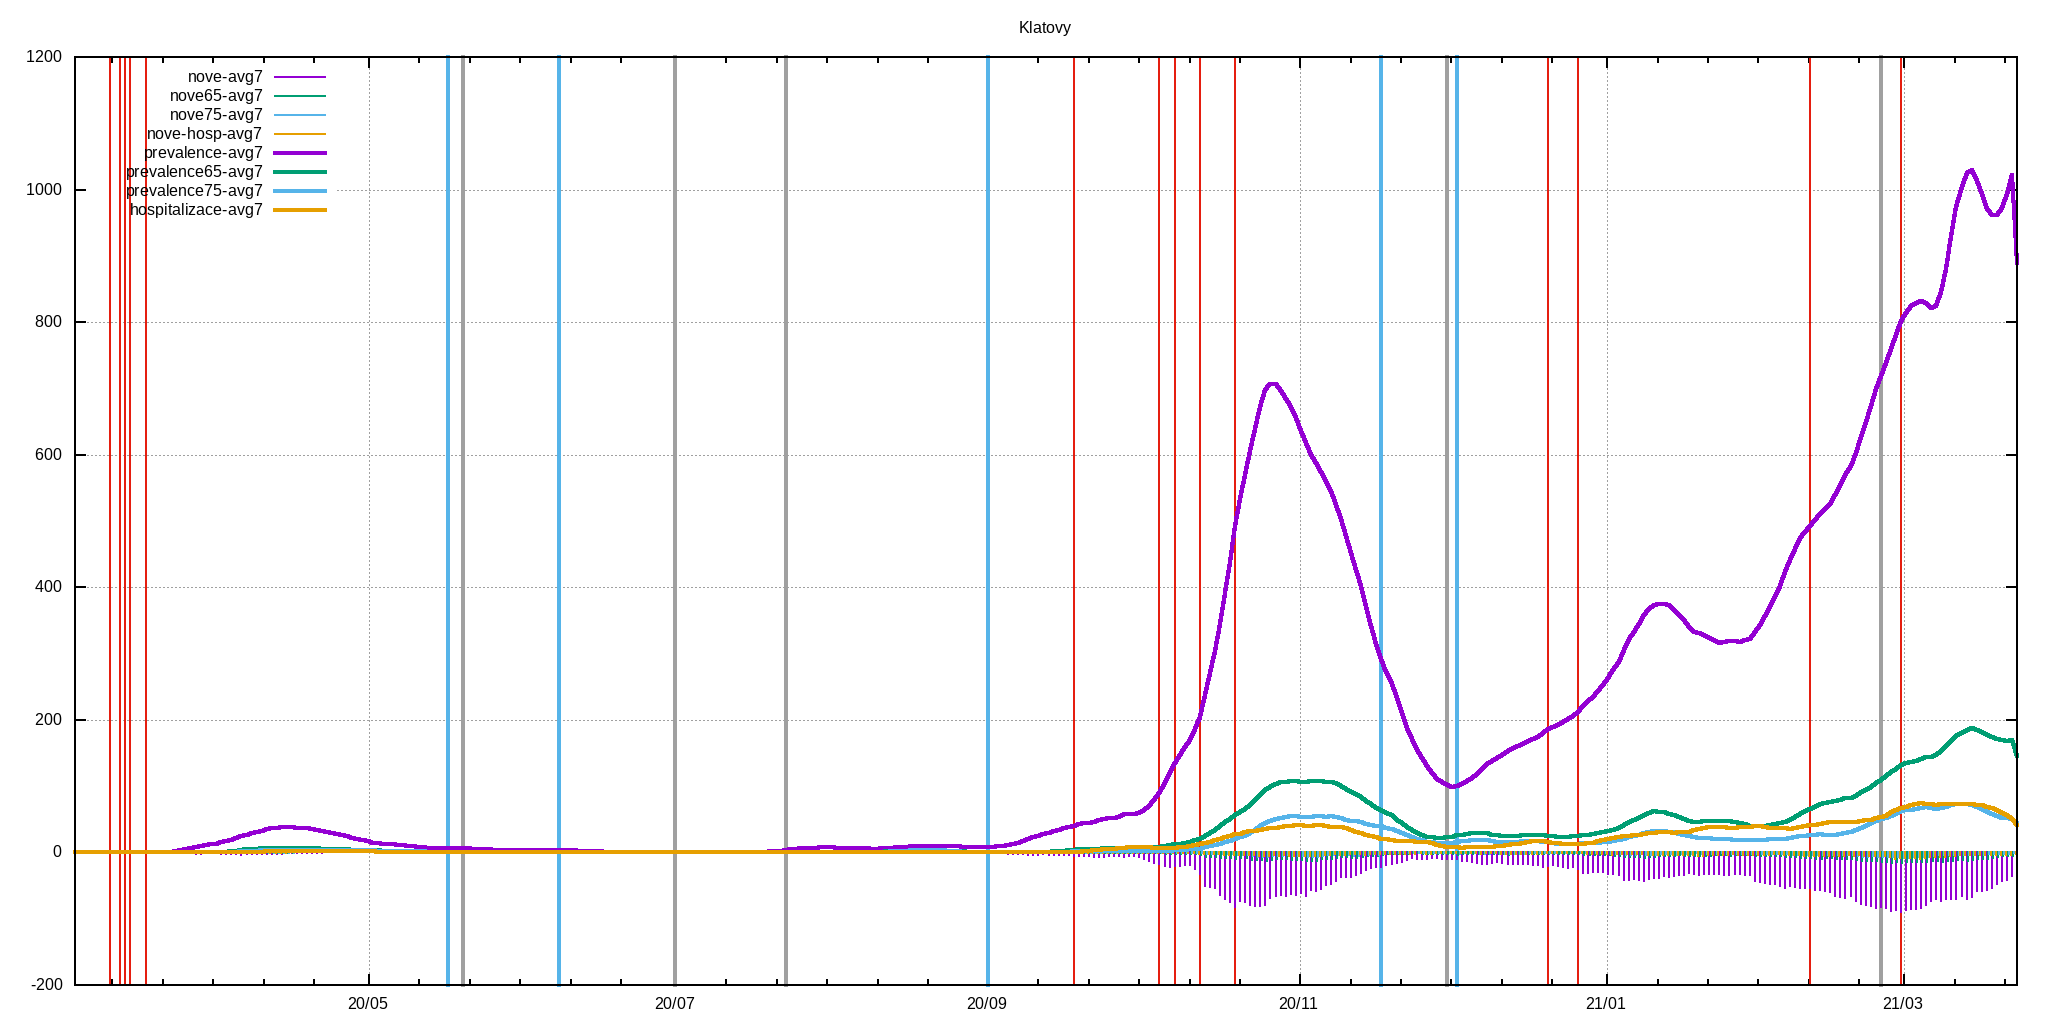 Klatovy
1200
1000
800
600
400
200
0
-200
nove-avg7
nove65-avg7
nove75-avg7
nove-hosp-avg7
prevalence-avg7
prevalence65-avg7
prevalence75-avg7
hospitalizace-avg7
20/05
20/07
20/09
20/11
21/01
21/03